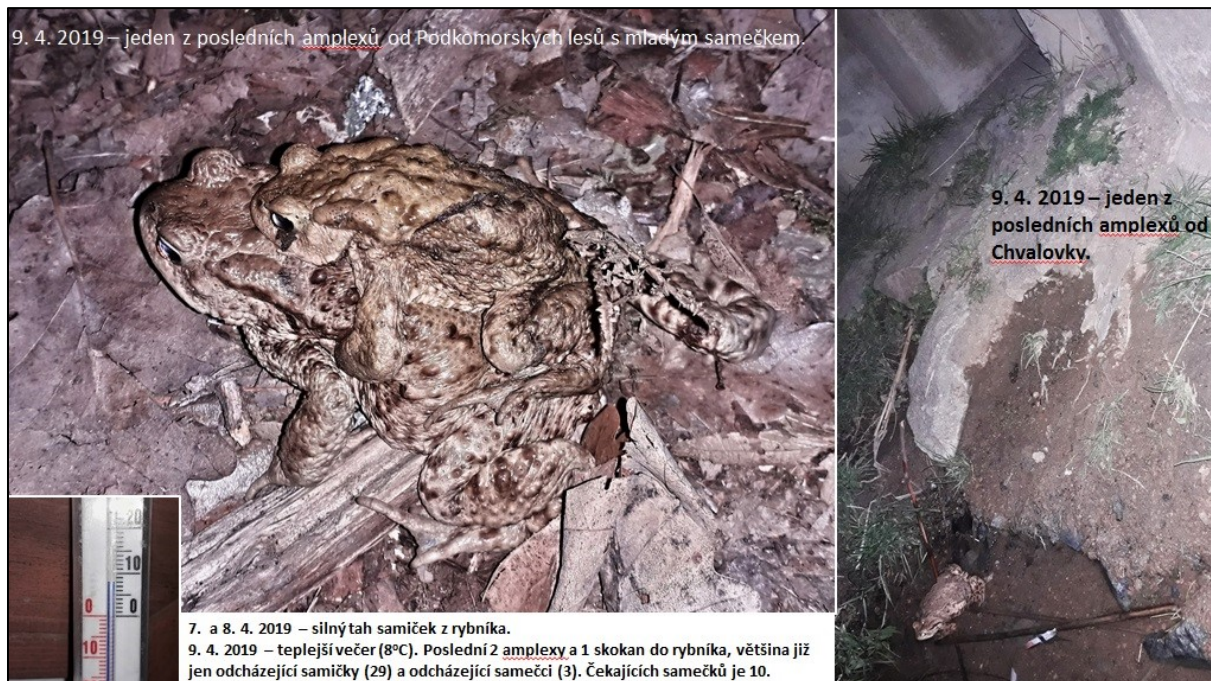 9. 4. 2019 – jeden z posledních amplexů od Podkomorských lesů s mladým samečkem.
9. 4. 2019 – jeden z
posledních amplexů od
Chvalovky.
20
10
0
0
10
7. a 8. 4. 2019 – silný tah samiček z rybníka.
9. 4. 2019 – teplejší večer (8°C). Poslední 2 amplexy a 1 skokan do rybníka, většina již
jen odcházející samičky (29) a odcházející samečci (3). Čekajících samečků je 10.